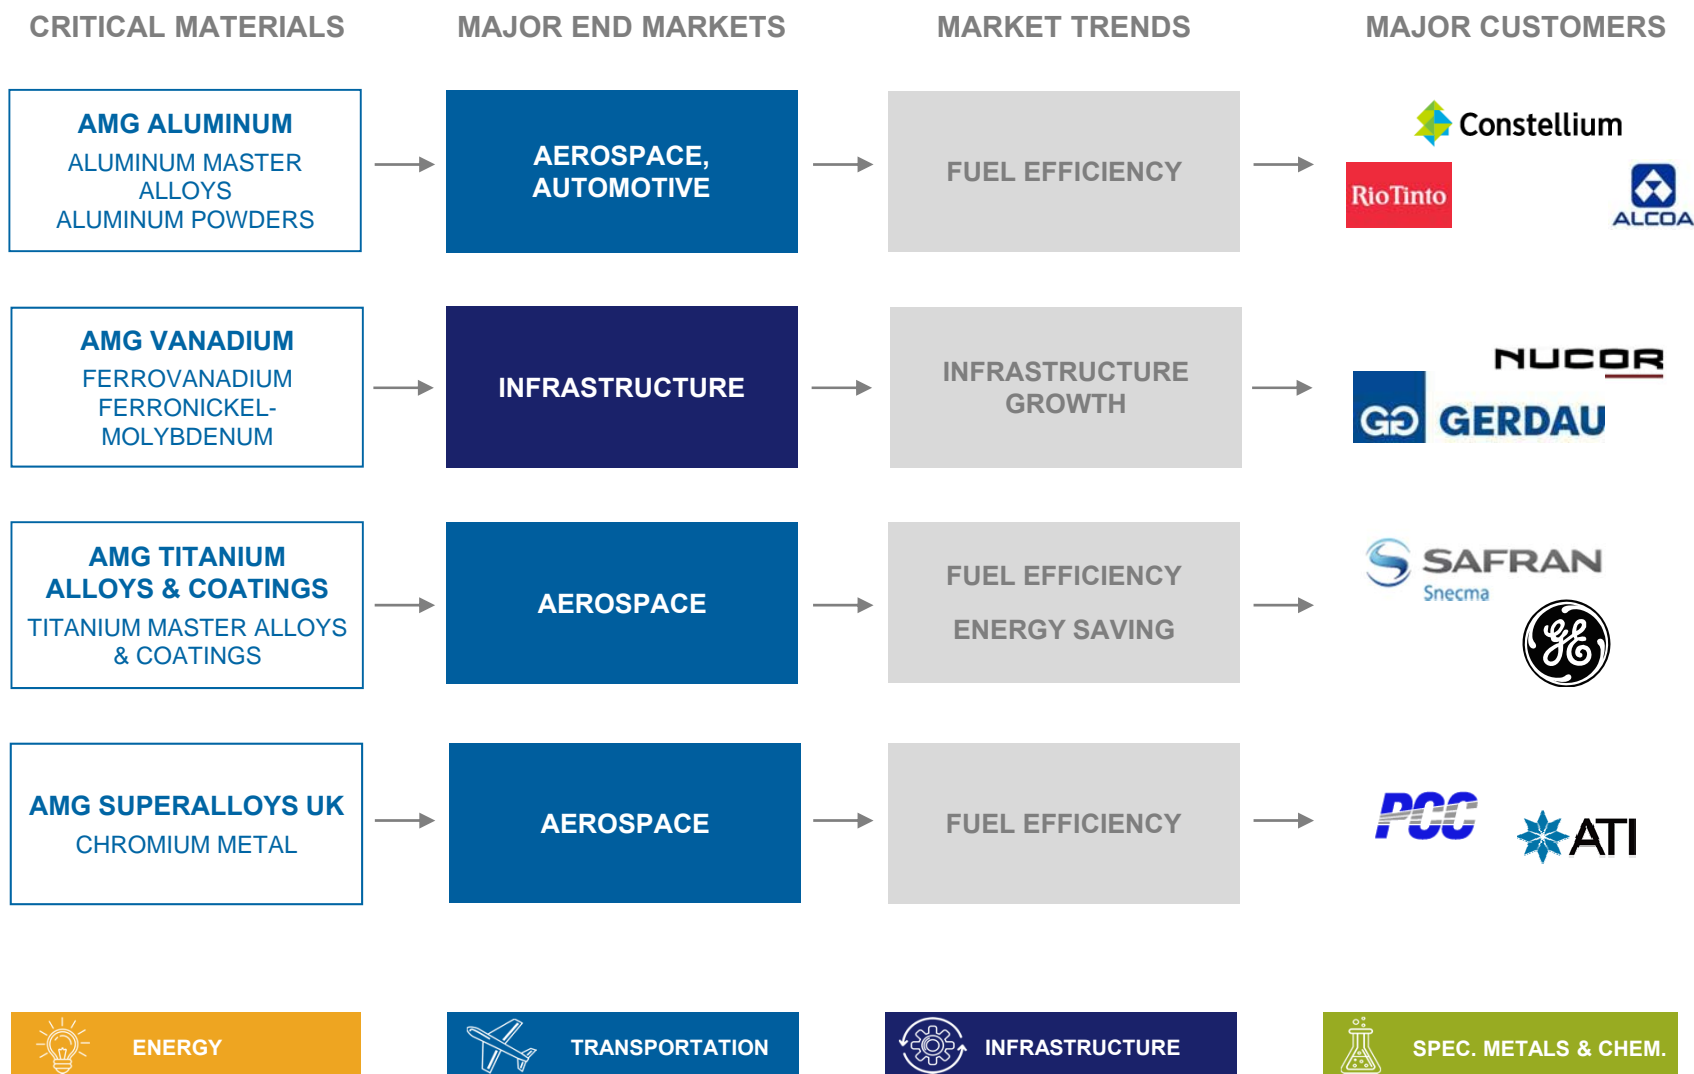 CRITICAL MATERIALS
MAJOR END MARKETS
MARKET TRENDS
MAJOR CUSTOMERS
AMG ALUMINUM
ALUMINUM MASTER
ALLOYS
ALUMINUM POWDERS
AEROSPACE,
AUTOMOTIVE
FUEL EFFICIENCY
Constellium
RioTinto
ALCOA
AMG VANADIUM
FERROVANADIUM
FERRONICKEL-
MOLYBDENUM
INFRASTRUCTURE
INFRASTRUCTURE
GROWTH
NUCOR
GG GERDAU
AMG TITANIUM
ALLOYS & COATINGS
TITANIUM MASTER ALLOYS
& COATINGS
AEROSPACE
FUEL EFFICIENCY
ENERGY SAVING
SAFRAN
Snecma
GE
AMG SUPERALLOYS UK
CHROMIUM METAL
AEROSPACE
FUEL EFFICIENCY
PCC
ATI
ENERGY
TRANSPORTATION
INFRASTRUCTURE
SPEC. METALS & CHEM.